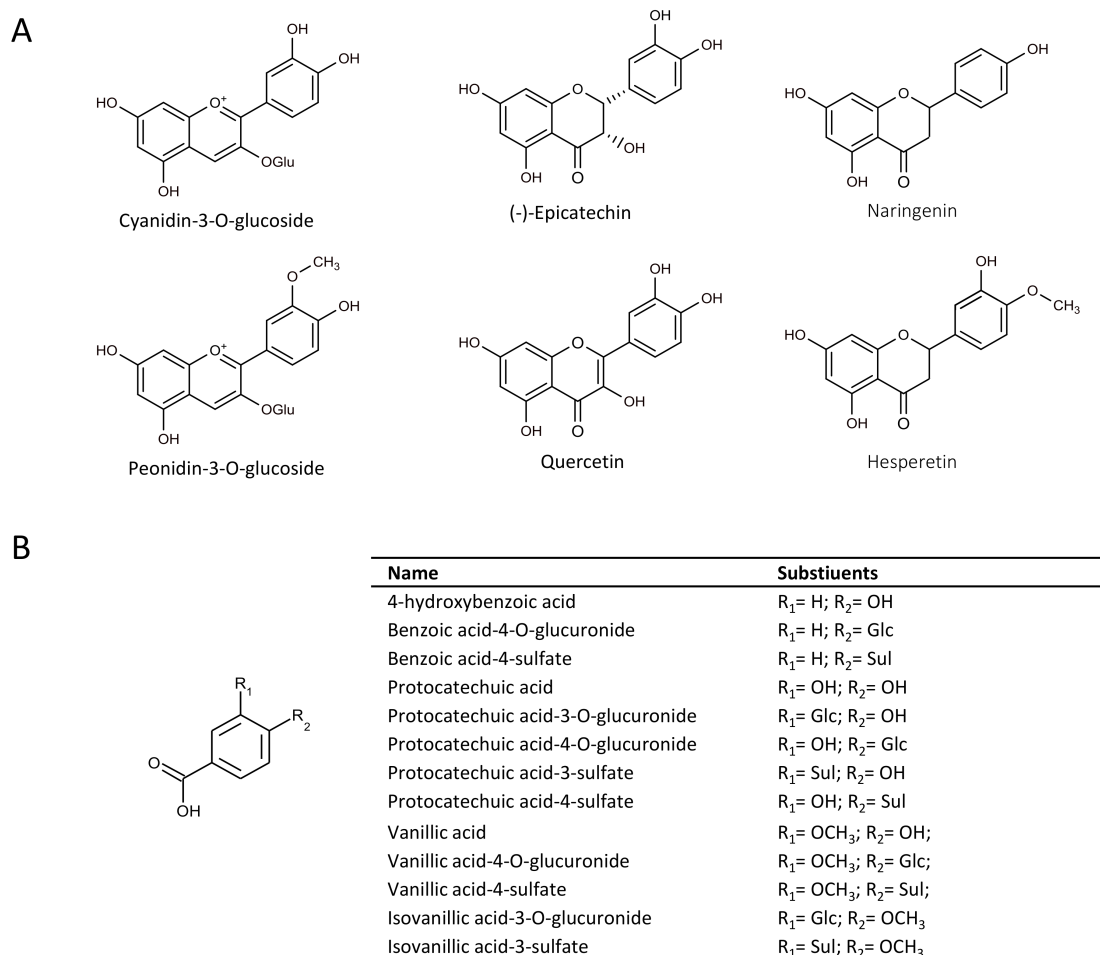 A
OH
OH
HO
O+
OGlu
OH
Cyanidin-3-O-glucoside
OH
OH
HO
O
OH
OH
O
(-)-Epicatechin
OH
HO
O
OH
O
Naringenin
O
CH3
OH
HO
O+
OGlu
OH
Peonidin-3-O-glucoside
OH
OH
HO
O
OH
OH
O
Quercetin
OH
O
CH3
HO
O
OH
O
Hesperetin
B
R1
R2
O
OH
Name Substiuents
4-hydroxybenzoic acid R1= H; R2= OH
Benzoic acid-4-O-glucuronide R1= H; R2= Glc
Benzoic acid-4-sulfate R1= H; R2= Sul
Protocatechuic acid R1= OH; R2= OH
Protocatechuic acid-3-O-glucuronide R1= Glc; R2= OH
Protocatechuic acid-4-O-glucuronide R1= OH; R2= Glc
Protocatechuic acid-3-sulfate R1= Sul; R2= OH
Protocatechuic acid-4-sulfate R1= OH; R2= Sul
Vanillic acid R1= OCH3; R2= OH;
Vanillic acid-4-O-glucuronide R1= OCH3; R2= Glc;
Vanillic acid-4-sulfate R1= OCH3; R2= Sul;
Isovanillic acid-3-O-glucuronide R1= Glc; R2= OCH3
Isovanillic acid-3-sulfate R1= Sul; R2= OCH3